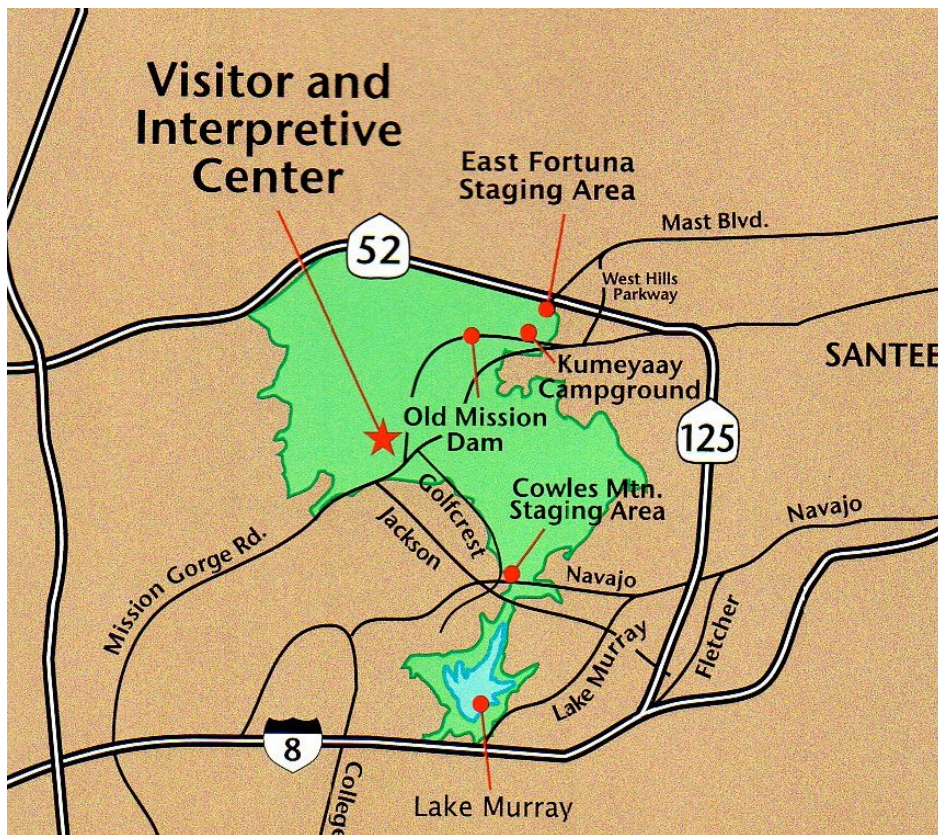 Visitor and
Interpretive
Center
East Fortuna
Staging Area
Mast Blvd.
52
West Hills
Parkway
SANTEE
Kumeyaay
Campground
Old Mission
Dam
125
Cowles Mtn.
Staging Area
Golfcrest
Jackson
Navajo
Mission Gorge Rd.
Navajo
Lake Murray
Fletcher
8
College
Lake Murray